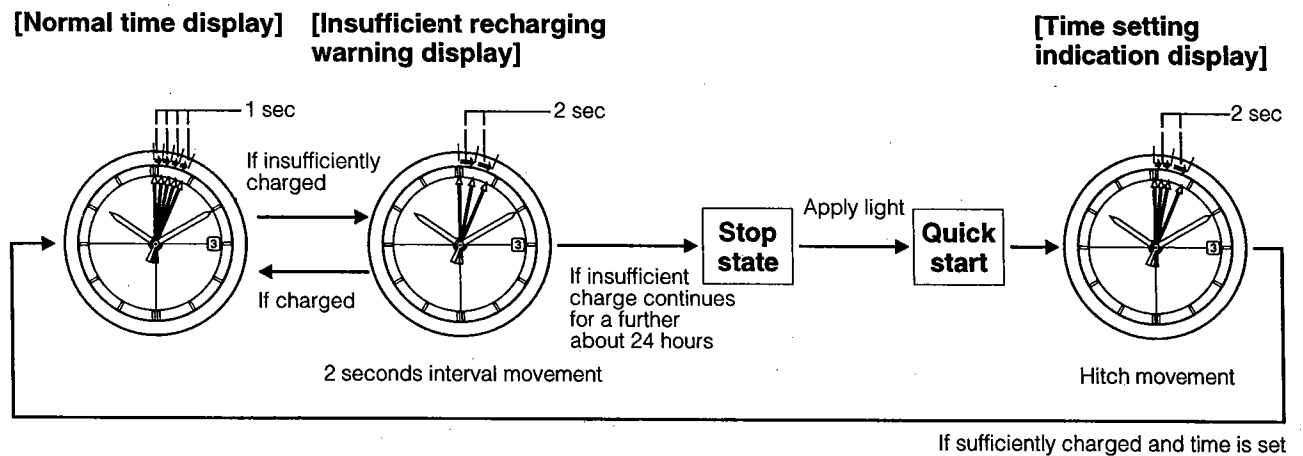 [Normal time display]
[Insufficient recharging
warning display]
[Time setting
indication display]
1 sec
2 sec
2 sec
If insufficiently
charged
If charged
3
3
3
If insufficient
charge continues
for a further
about 24 hours
Stop
state
Apply light
Quick
start
2 seconds interval movement
Hitch movement
If sufficiently charged and time is set